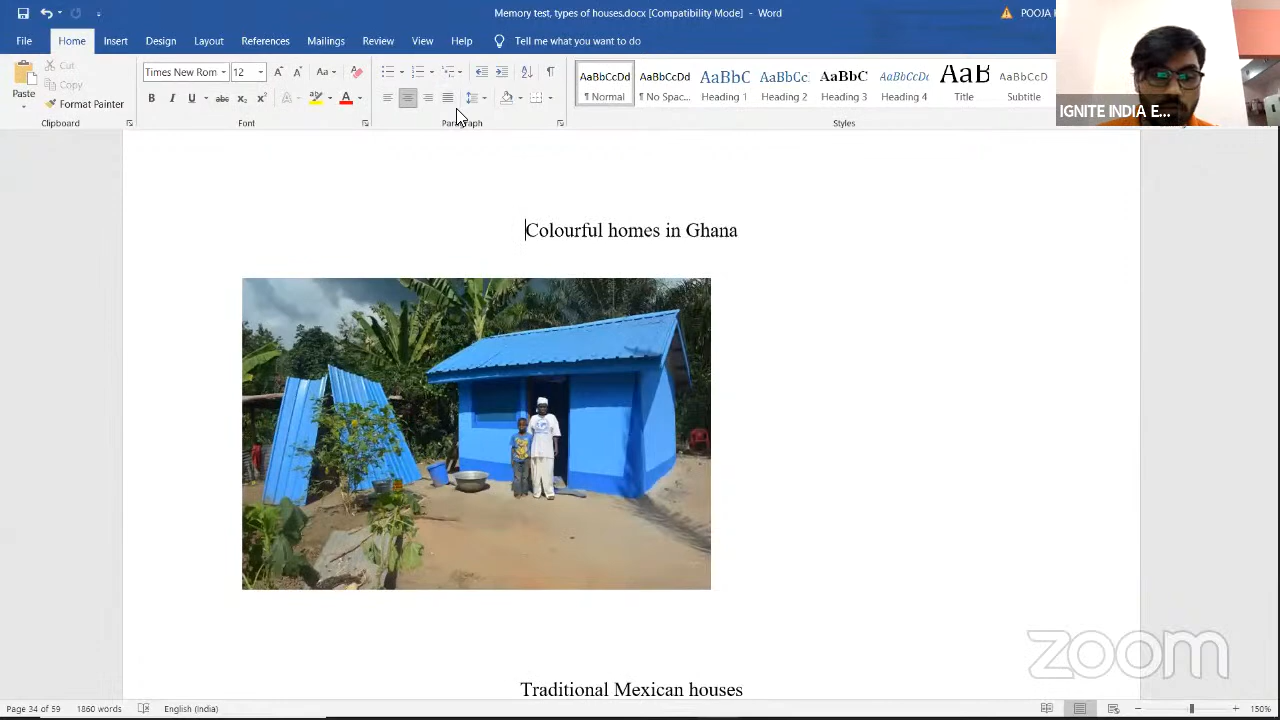 Memory test, types of houses.docx [Compatibility Mode] - Word
POOJA
File Home Insert Design Layout References Mailings Review View Help Tell me what you want to do
Paste
Cut
Copy
Format Painter
Clipboard
Times New Rom 12
Font
Paragraph
AaBbCcDd AaBbCcDd AaBbC AaBbCc AaBbC AaBbCcDc AaB AaBbCcD
¶ Normal ¶ No Spac... Heading 1 Heading 2 Heading 3 Heading 4 Title Subtitle
Styles
IGNITE INDIA E...
Colourful homes in Ghana
Traditional Mexican houses
zoom
Page 34 of 59 1860 words English (India) 150%